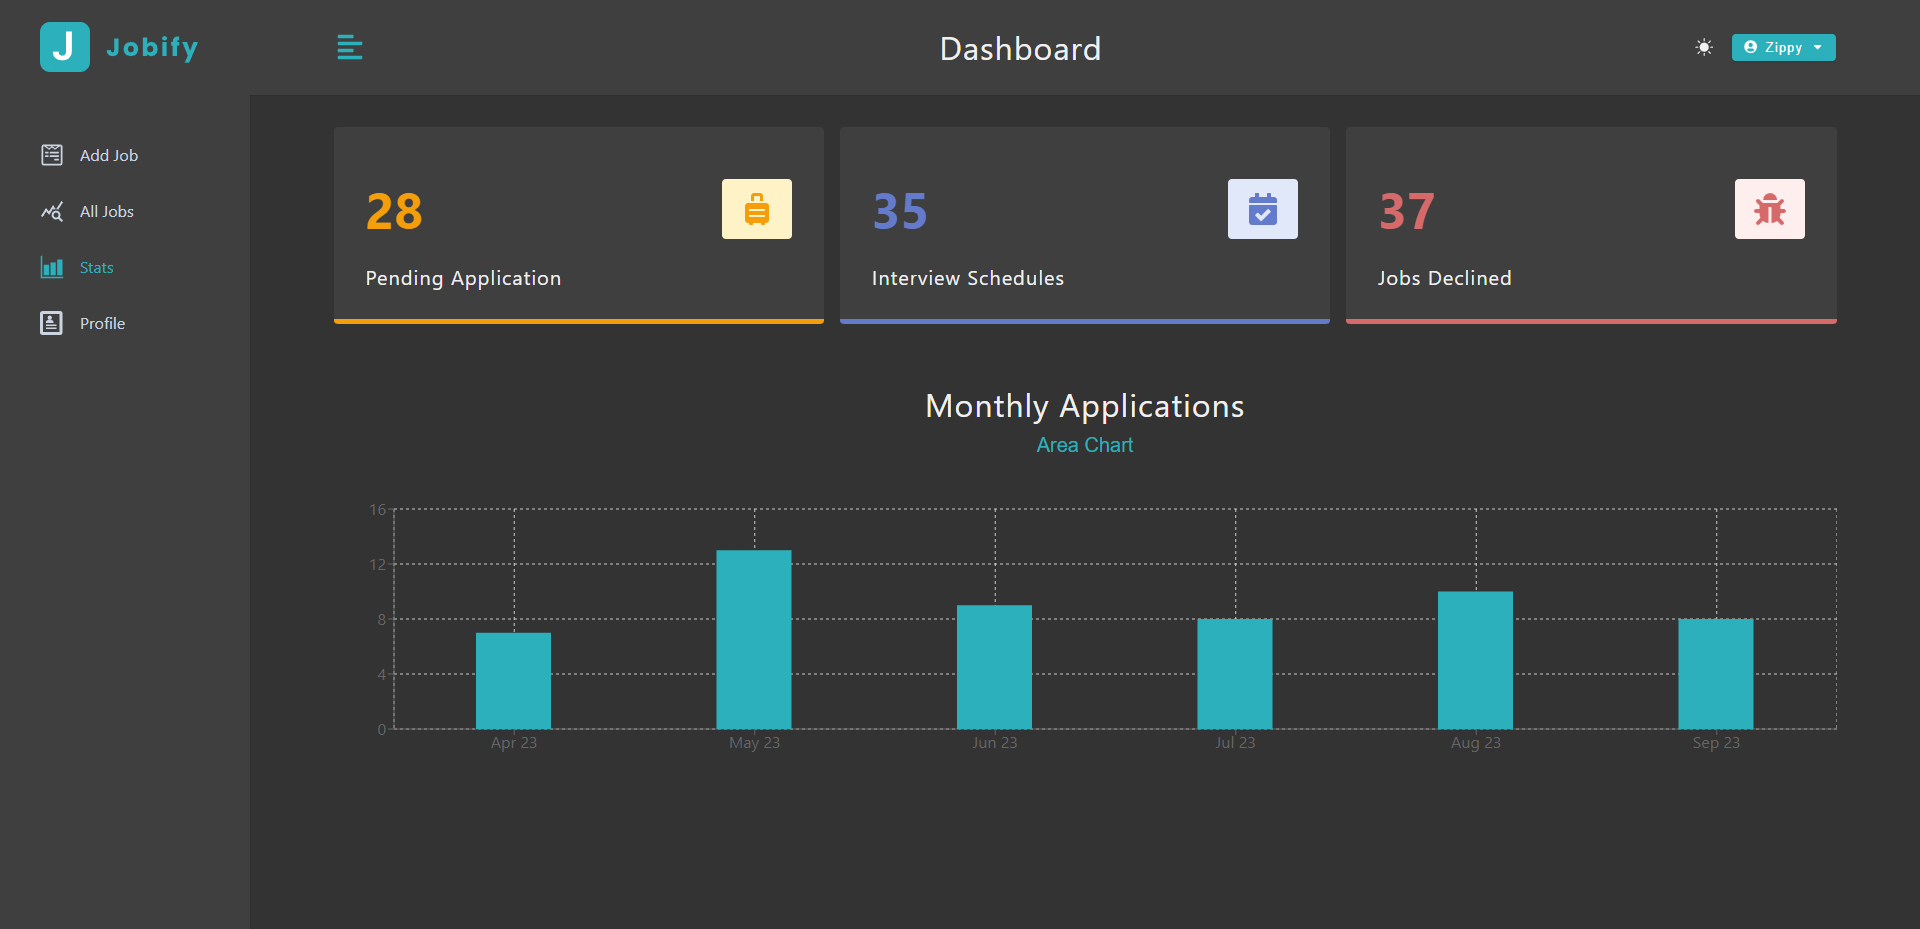 J Jobify
Add Job
All Jobs
Stats
Profile
Dashboard
Zippy
28
Pending Application
35
Interview Schedules
37
Jobs Declined
Monthly Applications
Area Chart
16
12
8
4
0
Apr 23 May 23 Jun 23 Jul 23 Aug 23 Sep 23